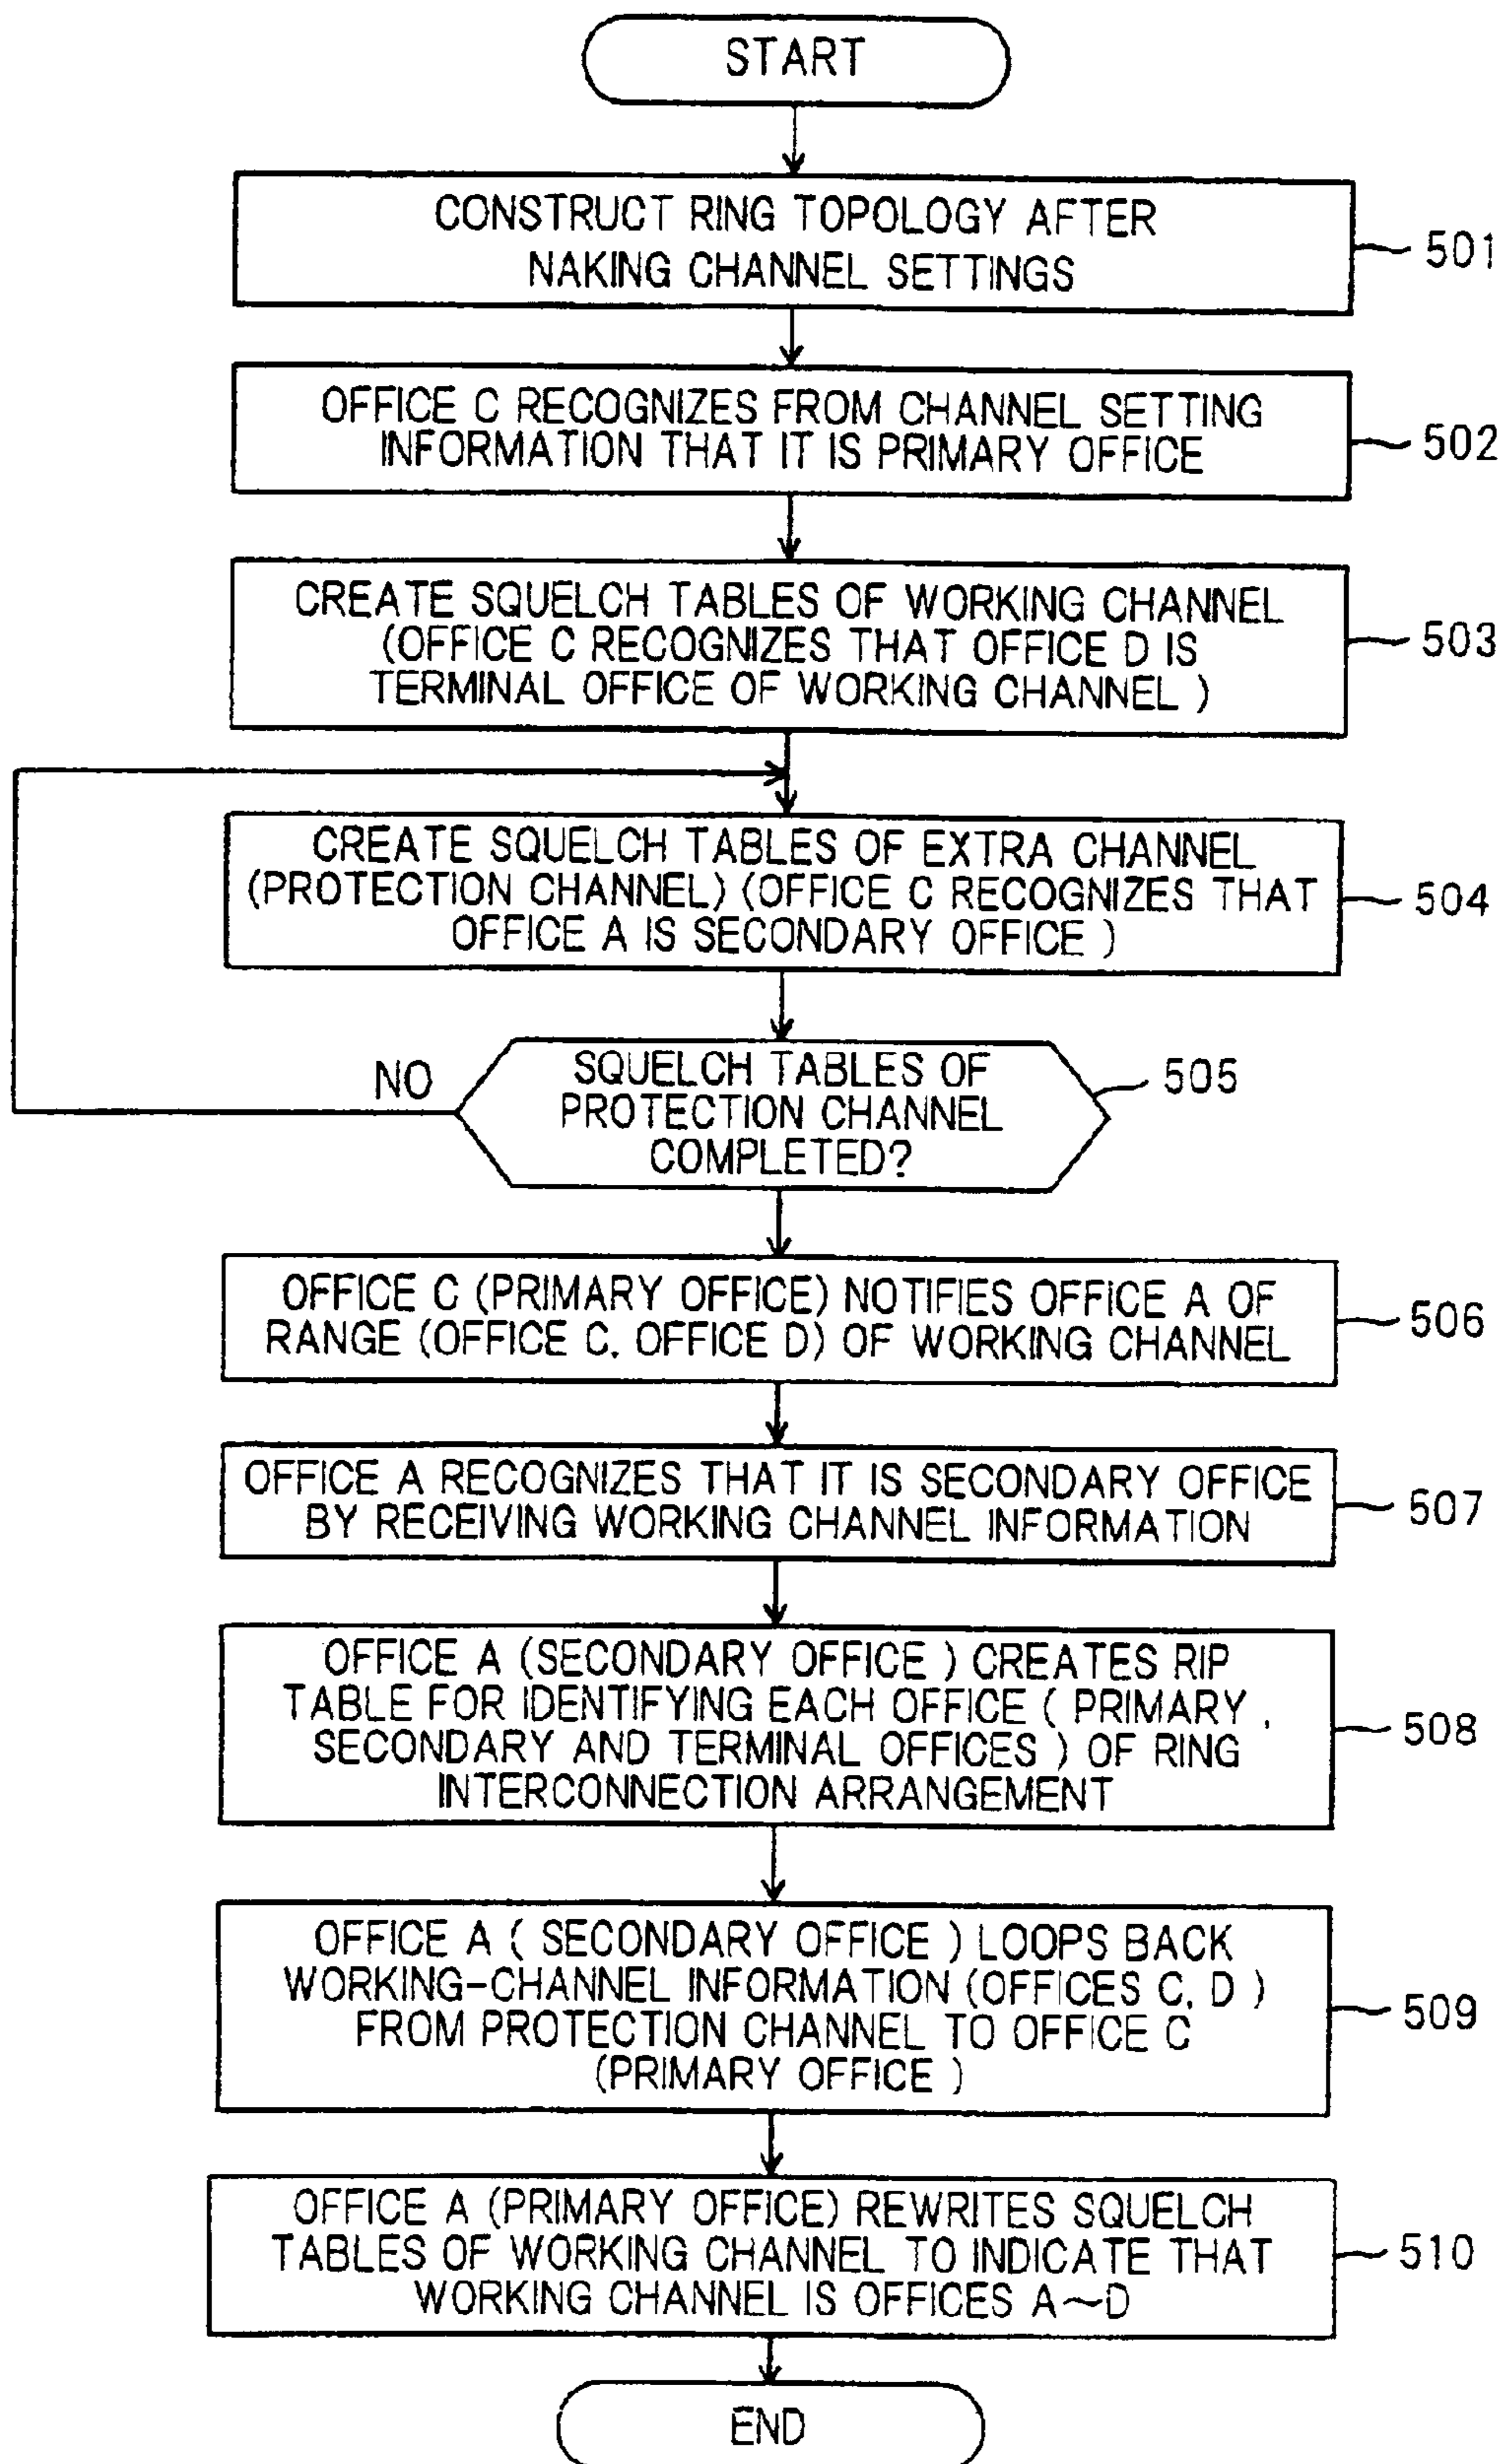 START
CONSTRUCT RING TOPOLOGY AFTER
NAKING CHANNEL SETTINGS
501
OFFICE C RECOGNIZES FROM CHANNEL SETTING
INFORMATION THAT IT IS PRIMARY OFFICE
502
CREATE SQUELCH TABLES OF WORKING CHANNEL
(OFFICE C RECOGNIZES THAT OFFICE D IS
TERMINAL OFFICE OF WORKING CHANNEL )
503
CREATE SQUELCH TABLES OF EXTRA CHANNEL
(PROTECTION CHANNEL) (OFFICE C RECOGNIZES THAT
OFFICE A IS SECONDARY OFFICE )
504
NO
SQUELCH TABLES OF
PROTECTION CHANNEL
COMPLETED?
505
OFFICE C (PRIMARY OFFICE) NOTIFIES OFFICE A OF
RANGE (OFFICE C. OFFICE D) OF WORKING CHANNEL
506
OFFICE A RECOGNIZES THAT IT IS SECONDARY OFFICE
BY RECEIVING WORKING CHANNEL INFORMATION
507
OFFICE A (SECONDARY OFFICE ) CREATES RIP
TABLE FOR IDENTIFYING EACH OFFICE ( PRIMARY ,
SECONDARY AND TERMINAL OFFICES ) OF RING
INTERCONNECTION ARRANGEMENT
508
OFFICE A ( SECONDARY OFFICE ) LOOPS BACK
WORKING-CHANNEL INFORMATION (OFFICES C, D )
FROM PROTECTION CHANNEL TO OFFICE C
(PRIMARY OFFICE )
509
OFFICE A (PRIMARY OFFICE) REWRITES SQUELCH
TABLES OF WORKING CHANNEL TO INDICATE THAT
WORKING CHANNEL IS OFFICES A~D
510
END